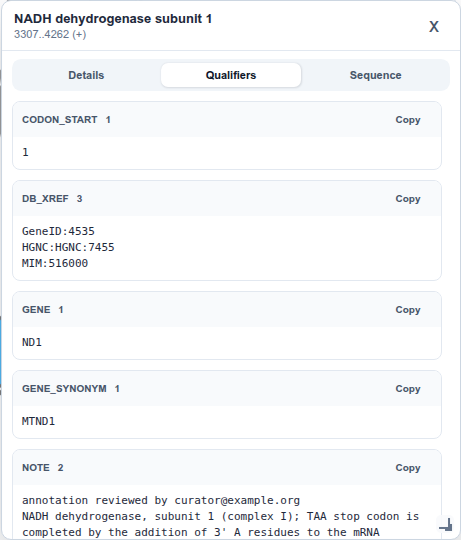 NADH dehydrogenase subunit 1
3307..4262 (+)
X
Details Qualifiers Sequence
CODON_START 1 Copy
1
DB_XREF 3 Copy
GeneID:4535
HGNC:HGNC:7455
MIM:516000
GENE 1 Copy
ND1
GENE_SYNONYM 1 Copy
MTND1
NOTE 2 Copy
annotation reviewed by curator@example.org
NADH dehydrogenase, subunit 1 (complex I); TAA stop codon is
completed by the addition of 3' A residues to the mRNA